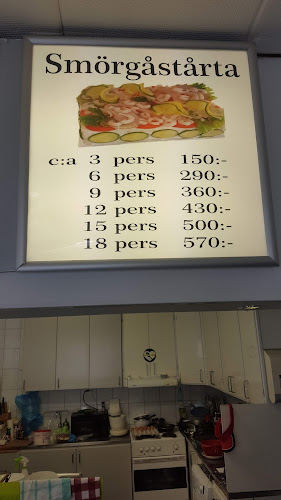 Smörgåstårta
c:a 3 pers 150:-
6 pers 290:-
9 pers 360:-
12 pers 430:-
15 pers 500:-
18 pers 570:-